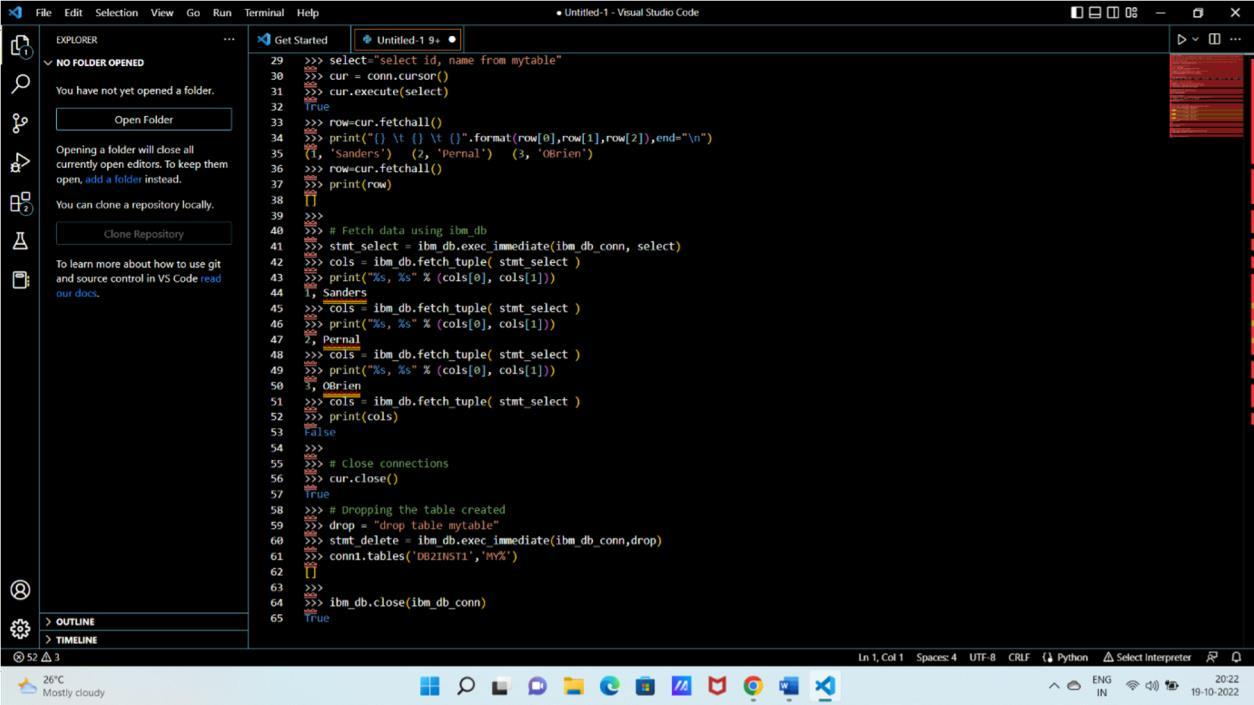 File Edit Selection View Go Run Terminal Help
● Untitled-1 - Visual Studio Code
EXPLORER
Get Started
Untitled-1 9+
NO FOLDER OPENED
You have not yet opened a folder.
Open Folder
Opening a folder will close all
currently open editors. To keep them
open, add a folder instead.
You can clone a repository locally.
Clone Repository
To learn more about how to use git
and source control in VS Code read
our docs.
OUTLINE
TIMELINE
1
2
29 >>> select="select id, name from mytable"
30 >>> cur = conn.cursor()
31 >>> cur.execute(select)
32 True
33 >>> row=cur.fetchall()
34 >>> print("{} \t {} \t {}".format(row[0],row[1],row[2]),end="\n")
35 (1, 'Sanders') (2, 'Pernal') (3, 'OBrien')
36 >>> row=cur.fetchall()
37 >>> print(row)
38 []
39 >>>
40 >>> # Fetch data using ibm_db
41 >>> stmt_select = ibm_db.exec_immediate(ibm_db_conn, select)
42 >>> cols = ibm_db.fetch_tuple( stmt_select )
43 >>> print("%s, %s" % (cols[0], cols[1]))
44 1, Sanders
45 >>> cols = ibm_db.fetch_tuple( stmt_select )
46 >>> print("%s, %s" % (cols[0], cols[1]))
47 2, Pernal
48 >>> cols = ibm_db.fetch_tuple( stmt_select )
49 >>> print("%s, %s" % (cols[0], cols[1]))
50 3, OBrien
51 >>> cols = ibm_db.fetch_tuple( stmt_select )
52 >>> print(cols)
53 False
54 >>>
55 >>> # Close connections
56 >>> cur.close()
57 True
58 >>> # Dropping the table created
59 >>> drop = "drop table mytable"
60 >>> stmt_delete = ibm_db.exec_immediate(ibm_db_conn,drop)
61 >>> conn1.tables('DB2INST1','MY%')
62 []
63 >>>
64 >>> ibm_db.close(ibm_db_conn)
65 True
52 3
Ln 1, Col 1 Spaces: 4 UTF-8 CRLF Python Select Interpreter
26°C
Mostly cloudy
ENG
IN
20:22
19-10-2022